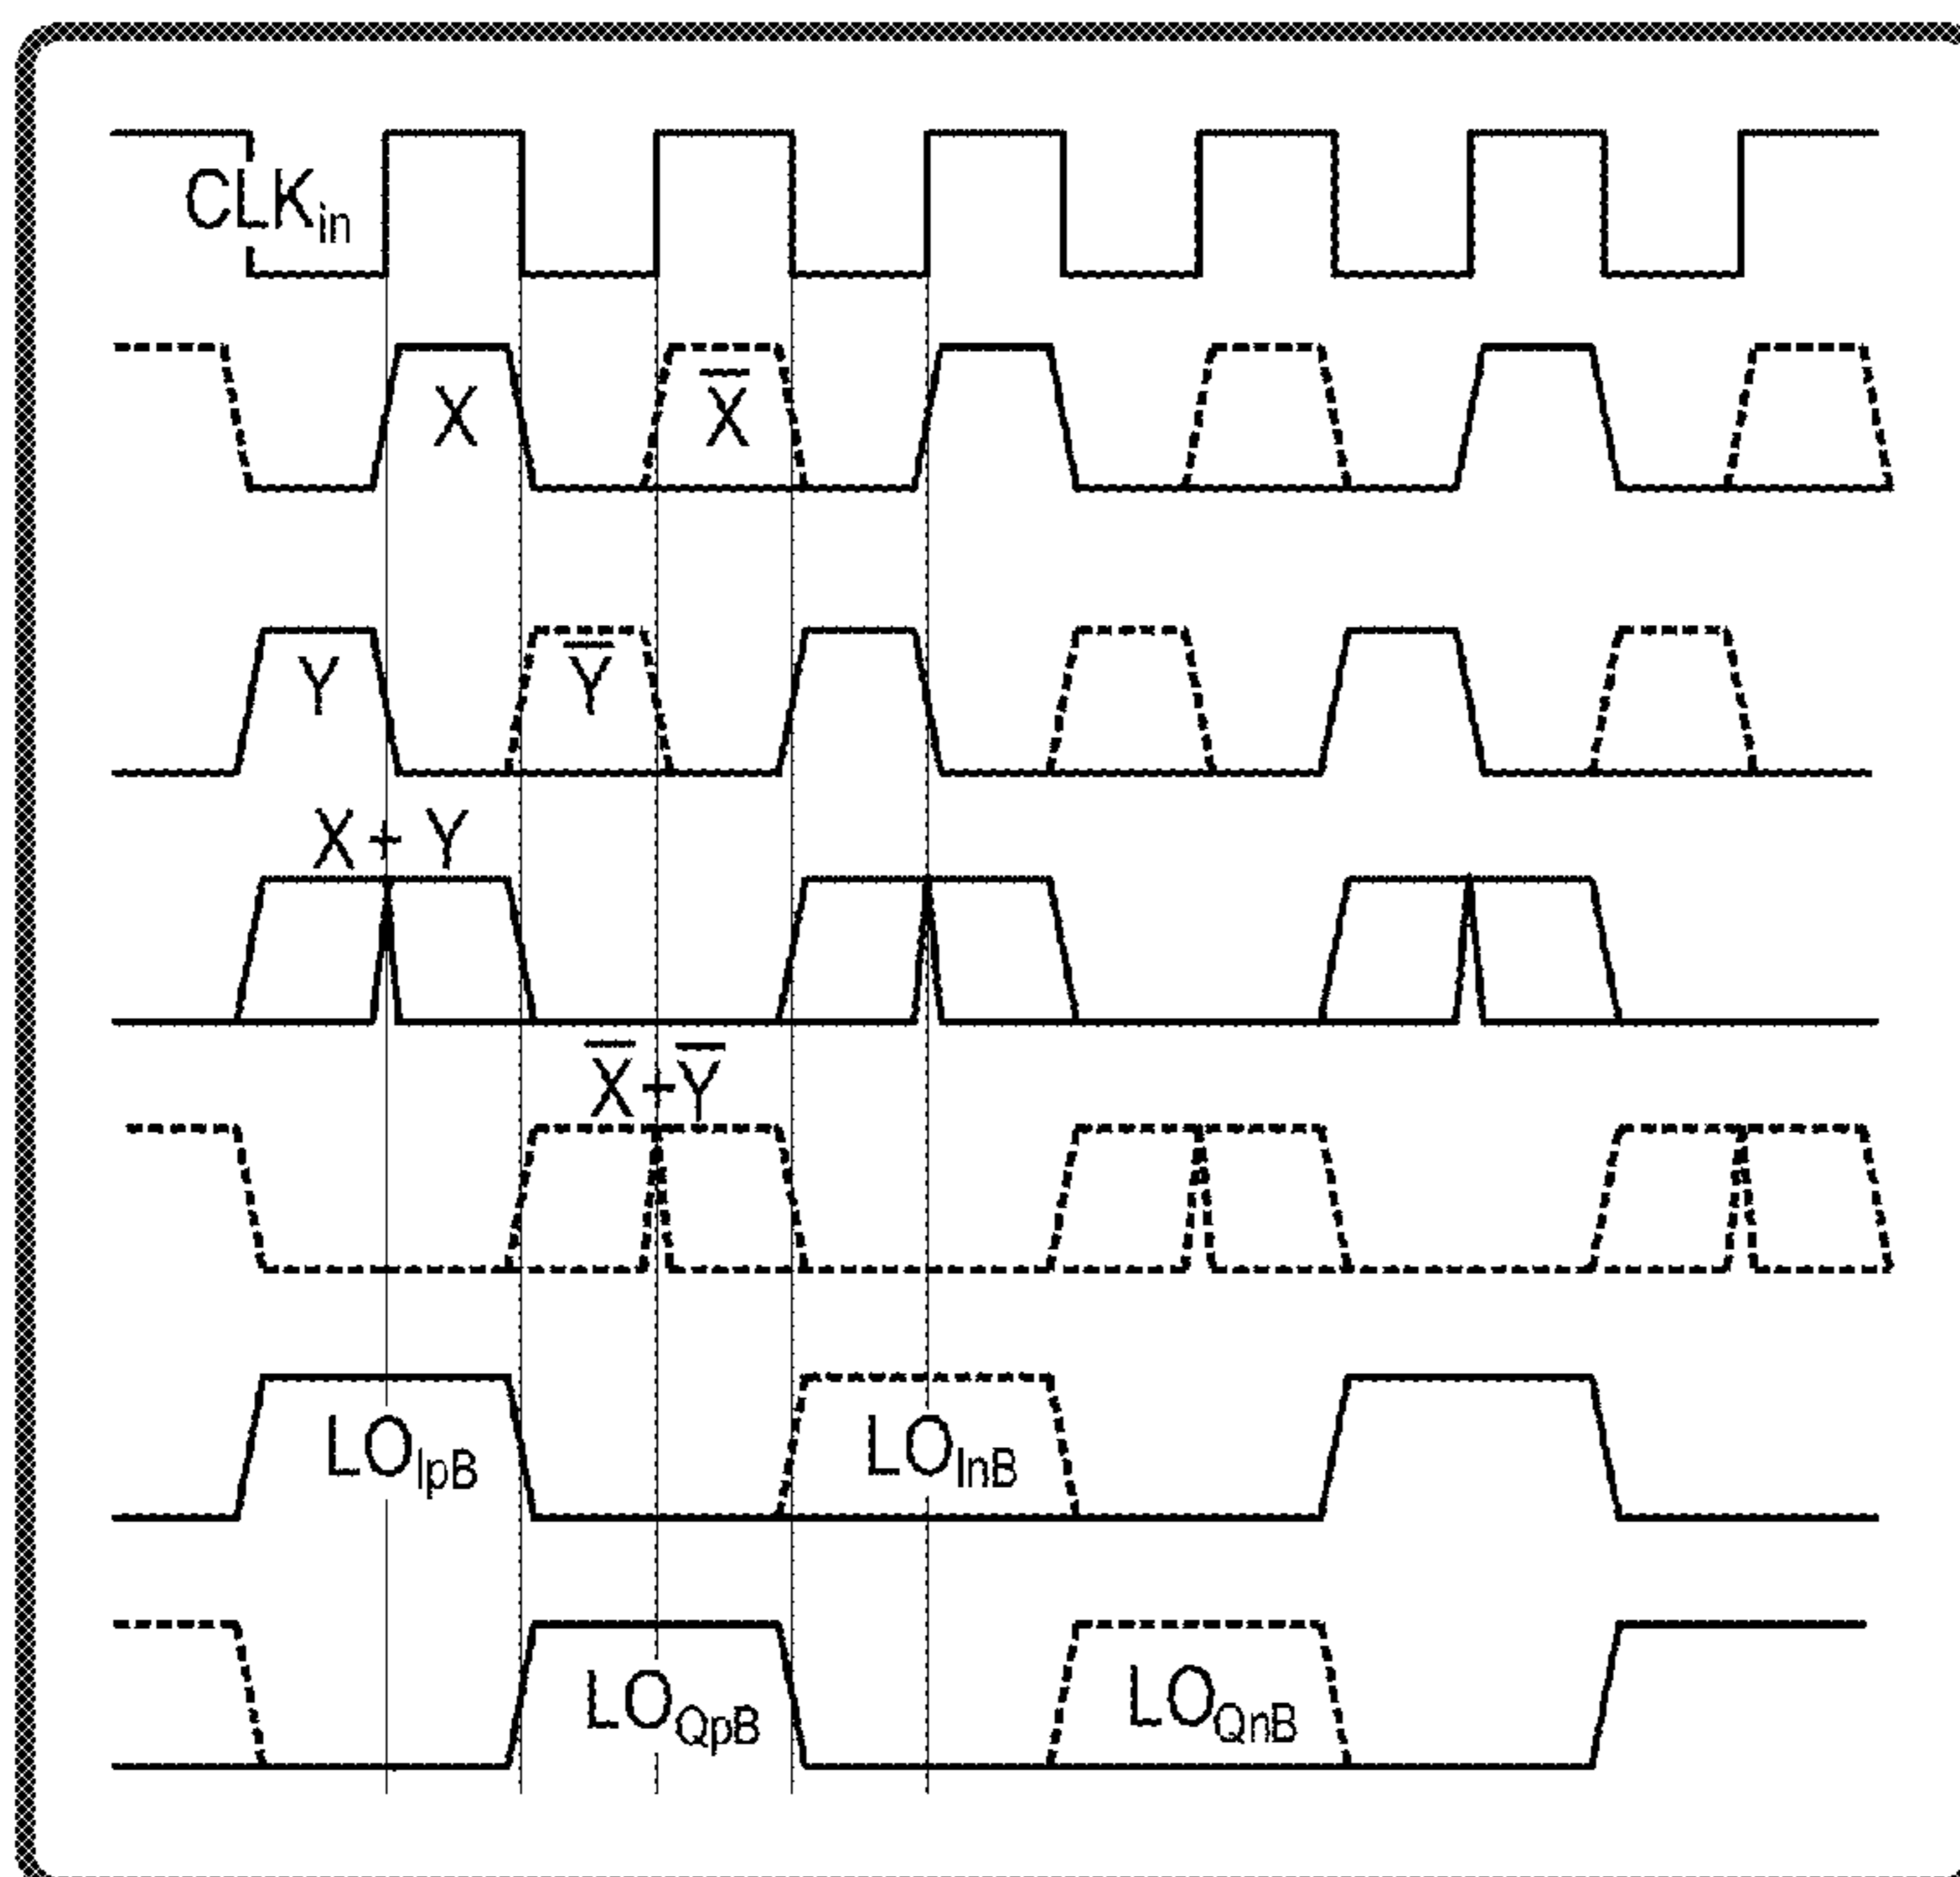 CLKin
X X̅
Y Y̅
X + Y
X̅+Y̅
LOIpB LOInB
LOQpB LOQnB